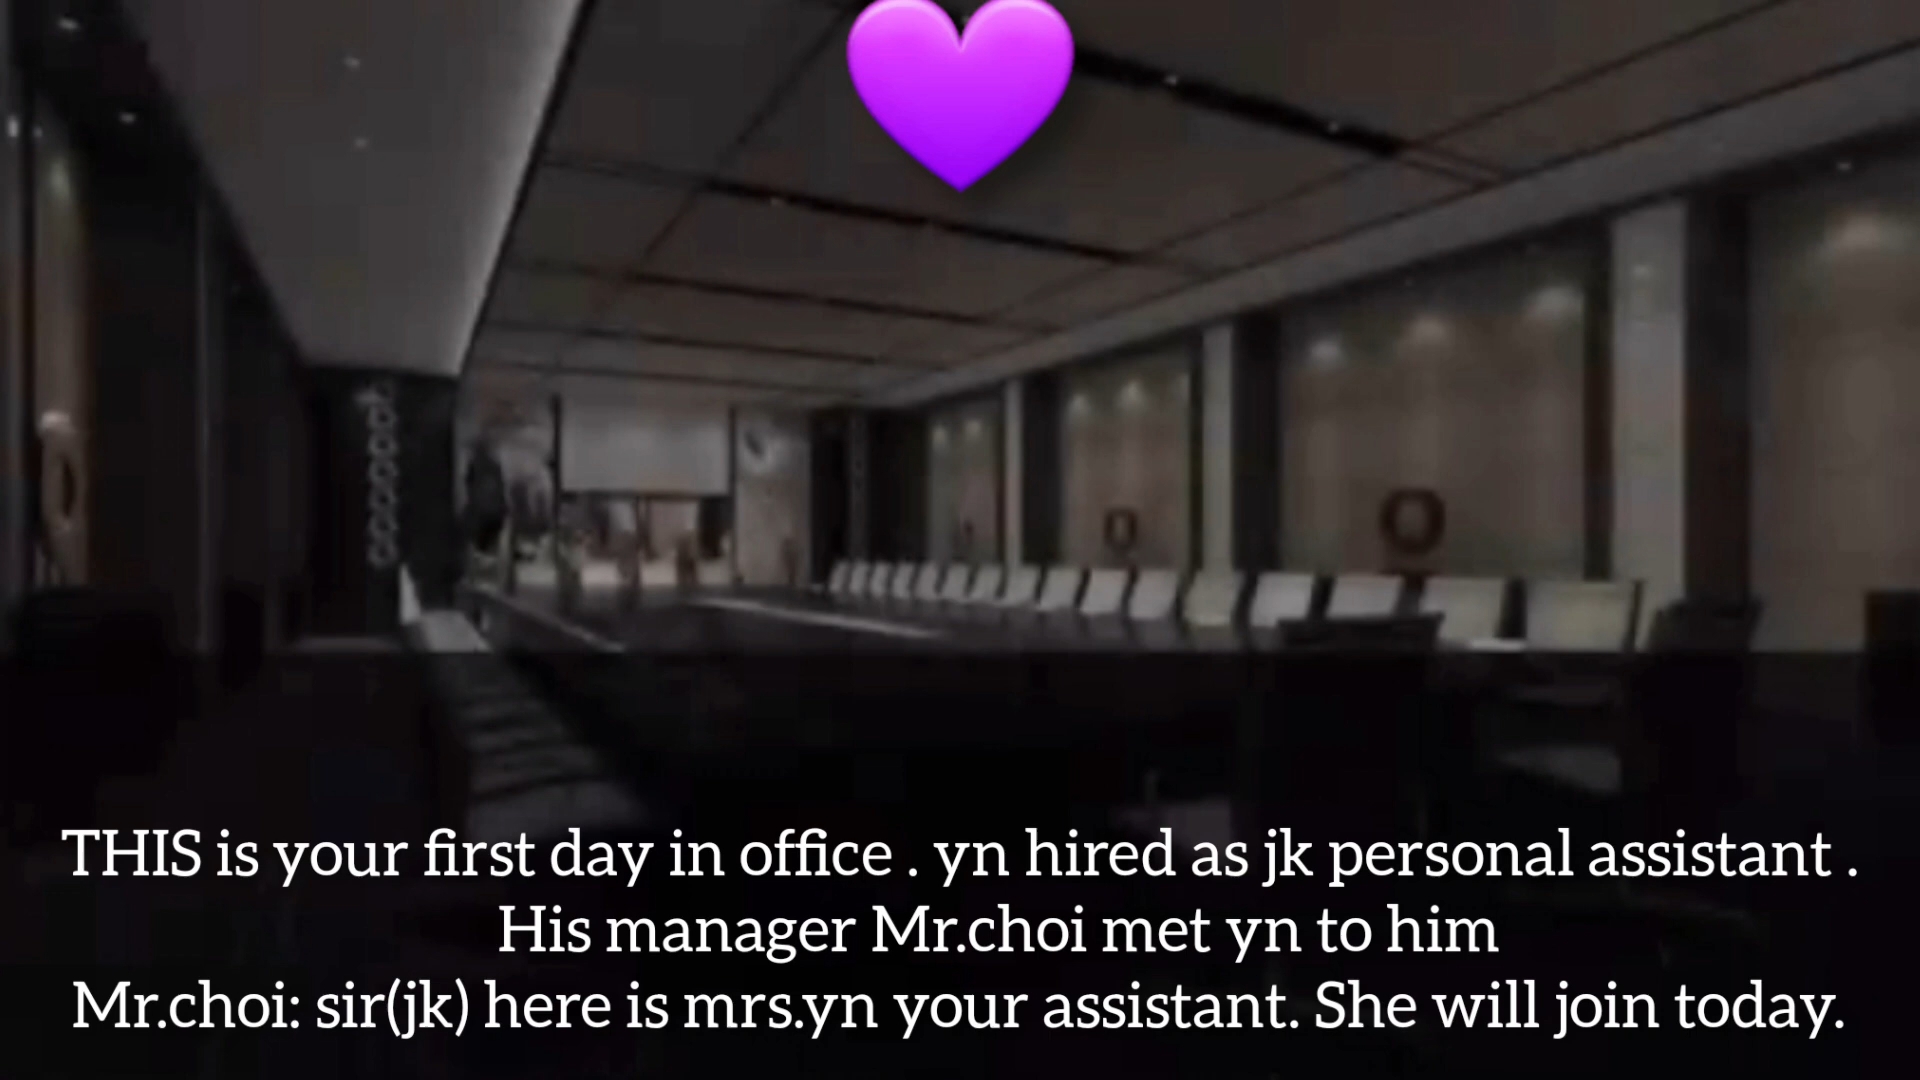 THIS is your first day in office . yn hired as jk personal assistant .
His manager Mr.choi met yn to him
Mr.choi: sir(jk) here is mrs.yn your assistant. She will join today.